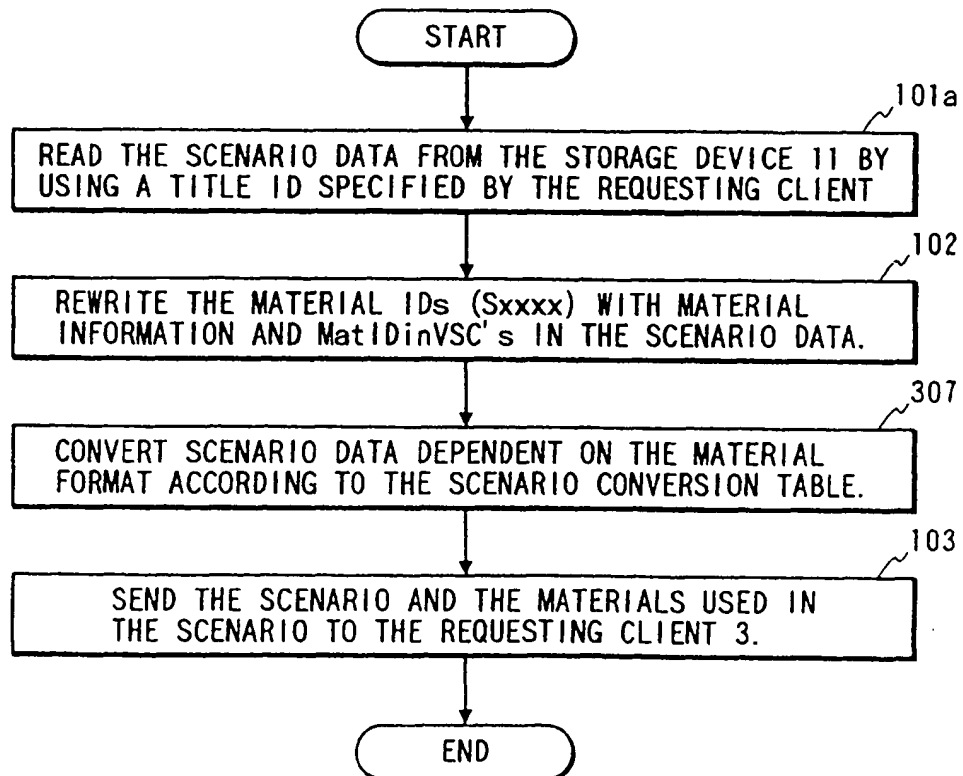 START
101a
READ THE SCENARIO DATA FROM THE STORAGE DEVICE 11 BY
USING A TITLE ID SPECIFIED BY THE REQUESTING CLIENT
102
REWRITE THE MATERIAL IDs (Sxxxx) WITH MATERIAL
INFORMATION AND MatIDinVSC's IN THE SCENARIO DATA.
307
CONVERT SCENARIO DATA DEPENDENT ON THE MATERIAL
FORMAT ACCORDING TO THE SCENARIO CONVERSION TABLE.
103
SEND THE SCENARIO AND THE MATERIALS USED IN
THE SCENARIO TO THE REQUESTING CLIENT 3.
END